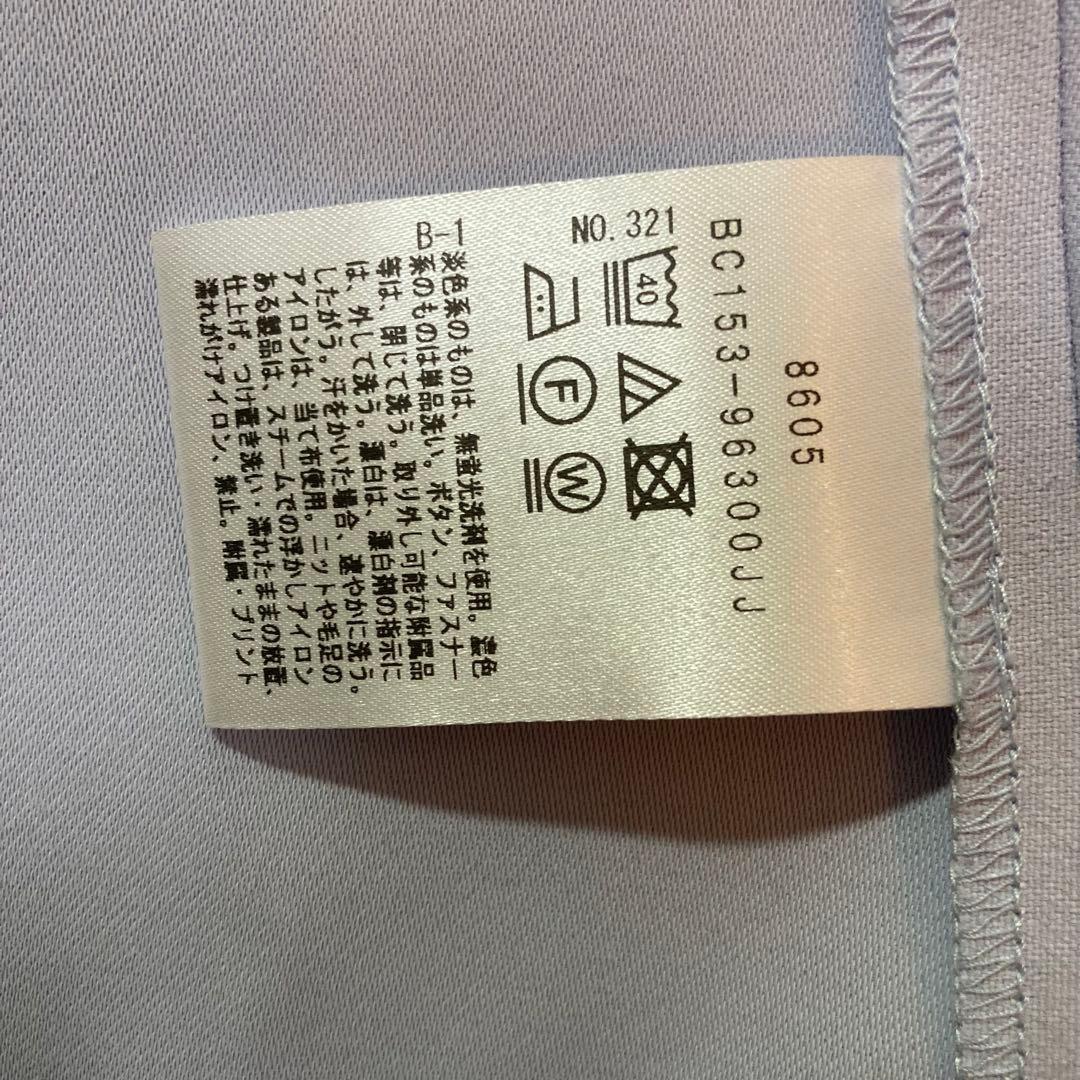 8605
BC153-96300JJ
NO. 321
40
F
W
B-1
淡色系のものは、無蛍光洗剤を使用。濃色
系のものは単品洗い。ボタン、ファスナー
等は、閉じて洗う。取り外し可能な附属品
は、外して洗う。漂白は、漂白剤の指示に
したがう。汗をかいた場合、速やかに洗う。
アイロンは、当て布使用。ニットや毛足の
ある製品は、スチームでの浮かしアイロン
仕上げ。つけ置き洗い・濡れたままの放置、
濡れがけアイロン、禁止。附属・プリント